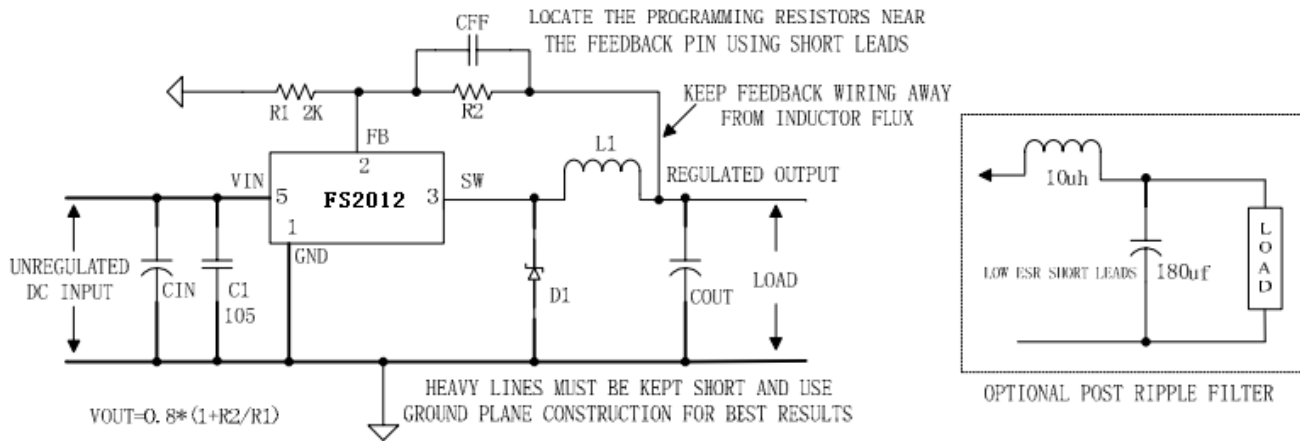 LOCATE THE PROGRAMMING RESISTORS NEAR
THE FEEDBACK PIN USING SHORT LEADS
CFF
R1 2K
R2
KEEP FEEDBACK WIRING AWAY
FROM INDUCTOR FLUX
FB
2
L1
VIN
5
FS2012
3
SW
REGULATED OUTPUT
1
GND
UNREGULATED
DC INPUT
CIN
C1
105
D1
COUT
LOAD
10uh
LOW ESR SHORT LEADS
180uf
LOAD
VOUT=0.8*(1+R2/R1)
HEAVY LINES MUST BE KEPT SHORT AND USE
GROUND PLANE CONSTRUCTION FOR BEST RESULTS
OPTIONAL POST RIPPLE FILTER